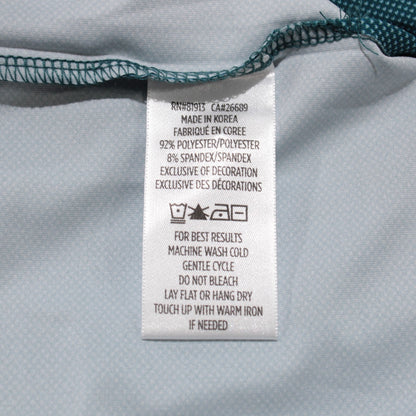 RN#81913 CA#26689
MADE IN KOREA
FABRIQUÉ EN COREE
92% POLYESTER/POLYESTER
8% SPANDEX/SPANDEX
EXCLUSIVE OF DECORATION
EXCLUSIVE DES DÉCORATIONS
FOR BEST RESULTS
MACHINE WASH COLD
GENTLE CYCLE
DO NOT BLEACH
LAY FLAT OR HANG DRY
TOUCH UP WITH WARM IRON
IF NEEDED